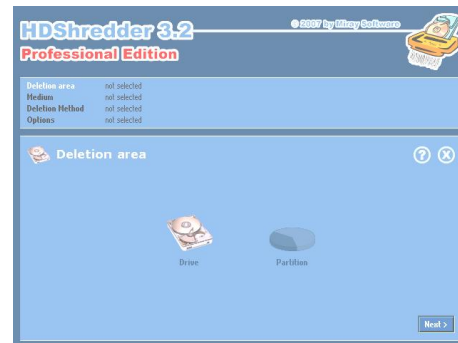 HDShredder 3.2
© 2007 by Miray Software
Professional Edition
Deletion area not selected
Medium not selected
Deletion Method not selected
Options not selected
Deletion area ? X
Drive Partition
Next >